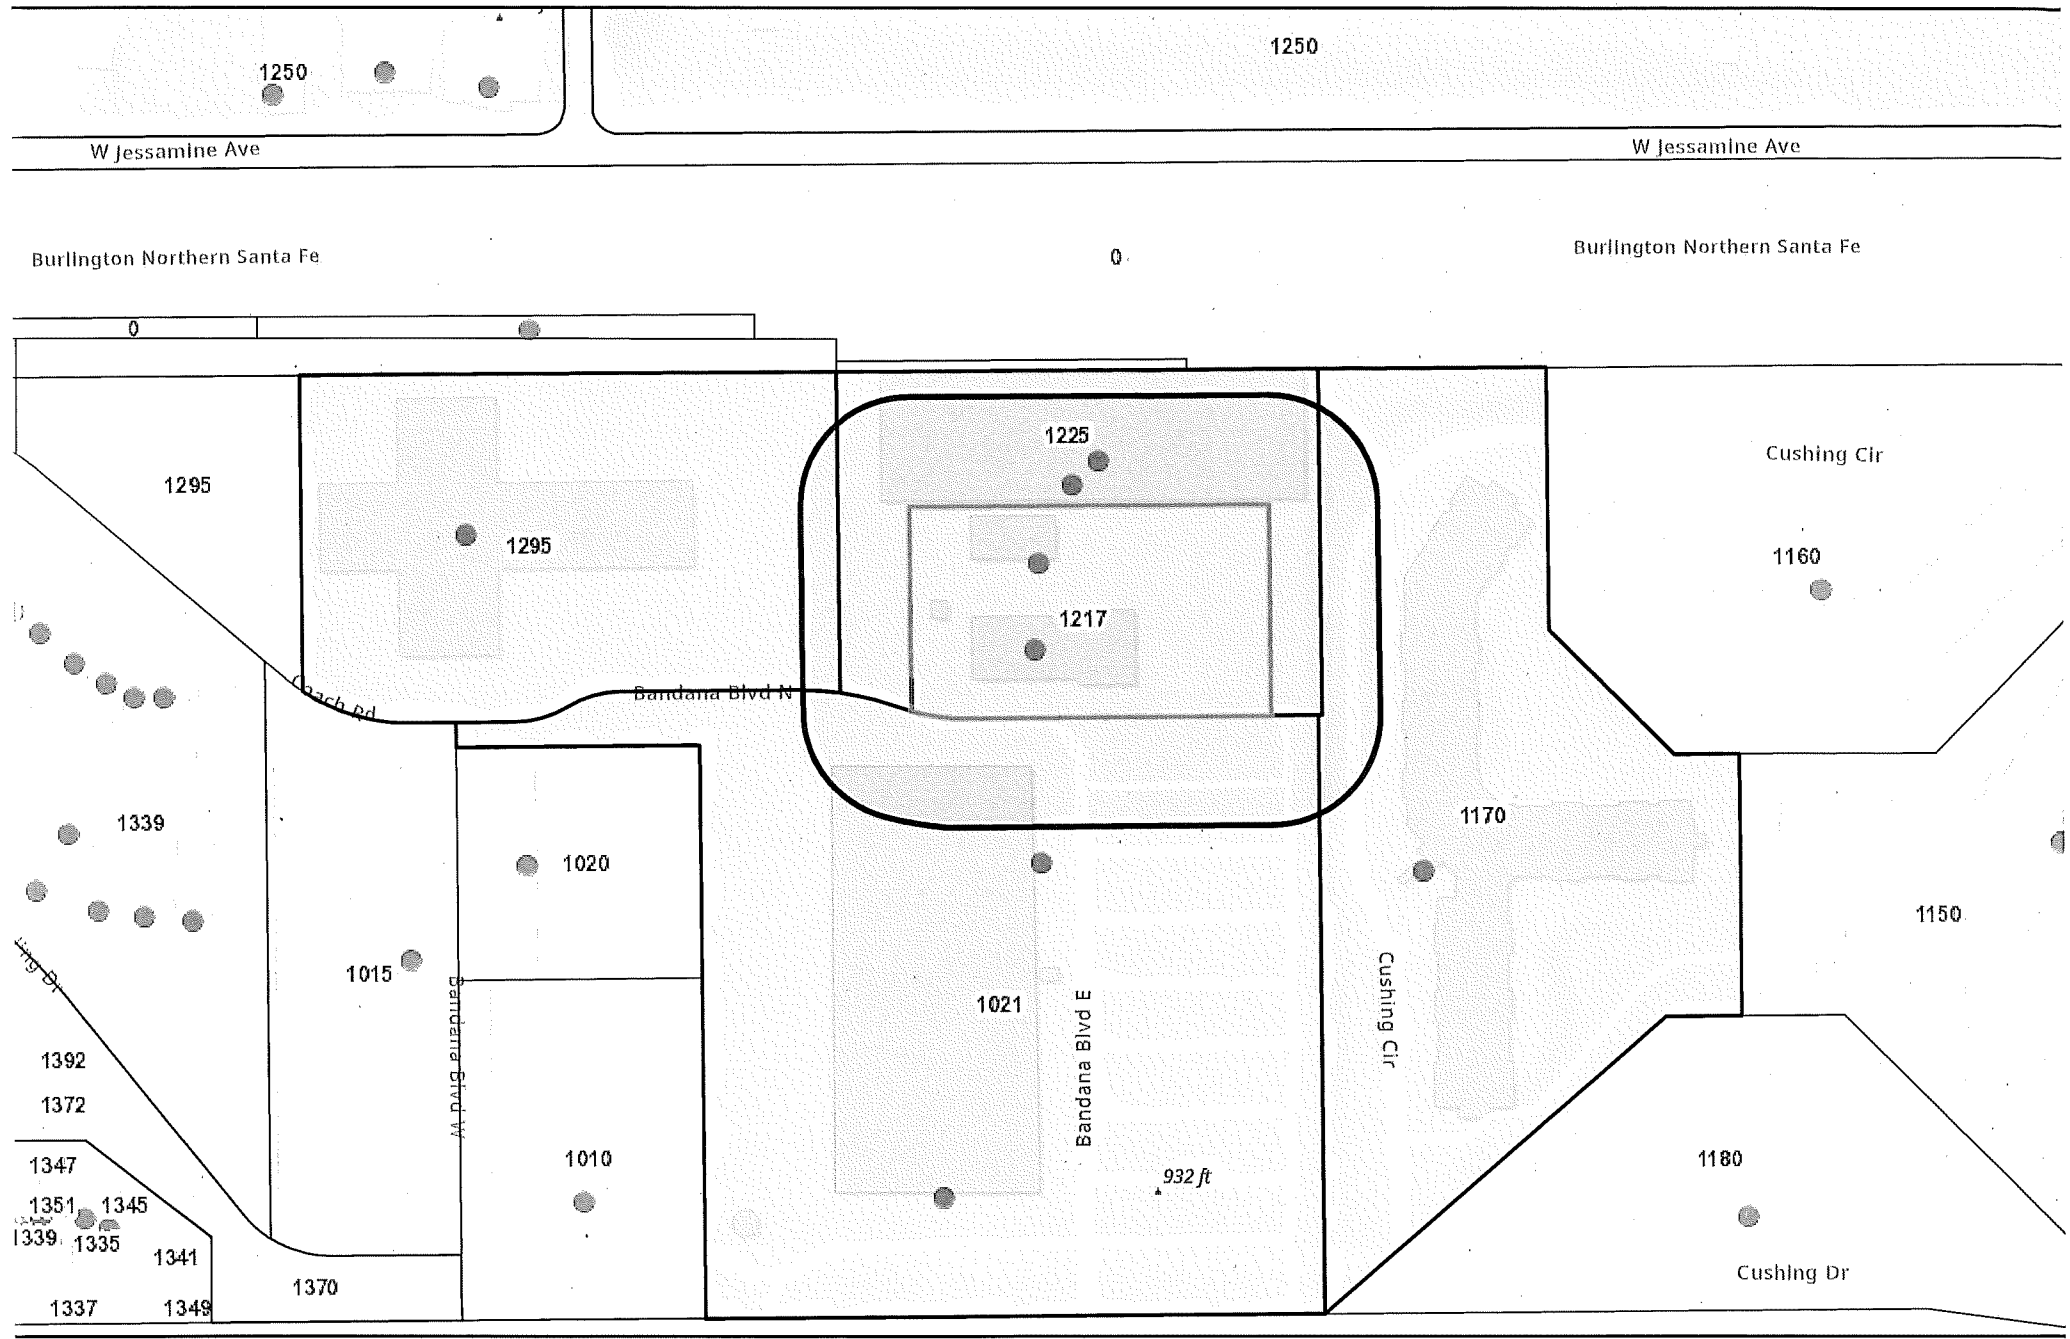 1250
1250
W Jessamine Ave
W Jessamine Ave
Burlington Northern Santa Fe
0
Burlington Northern Santa Fe
0
1225
Cushing Cir
1295
1295
1160
1217
Coach Rd
Bandana Blvd N
1339
1020
1170
1150
1015
1021
Bandana Blvd W
Bandana Blvd E
Cushing Cir
ing Dr
1392
1372
1347
1010
1180
932 ft
1351
1345
1339
1335
1341
Cushing Dr
1370
1337
1349